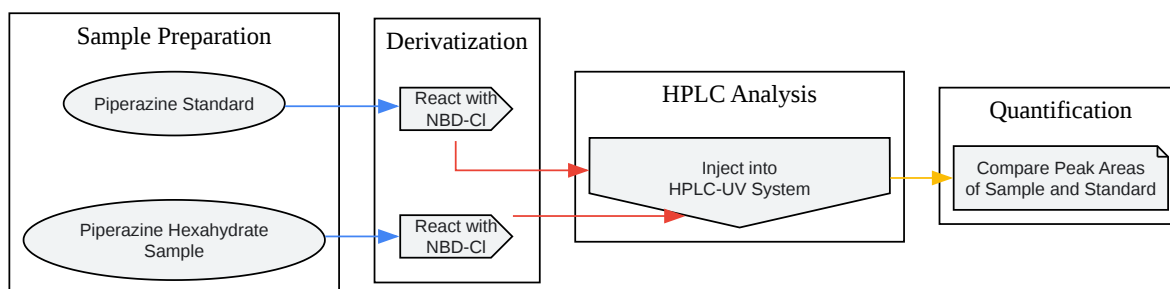 Sample Preparation
Piperazine Standard
Piperazine Hexahydrate
Sample
Derivatization
React with
NBD-Cl
React with
NBD-Cl
HPLC Analysis
Inject into
HPLC-UV System
Quantification
Compare Peak Areas
of Sample and Standard